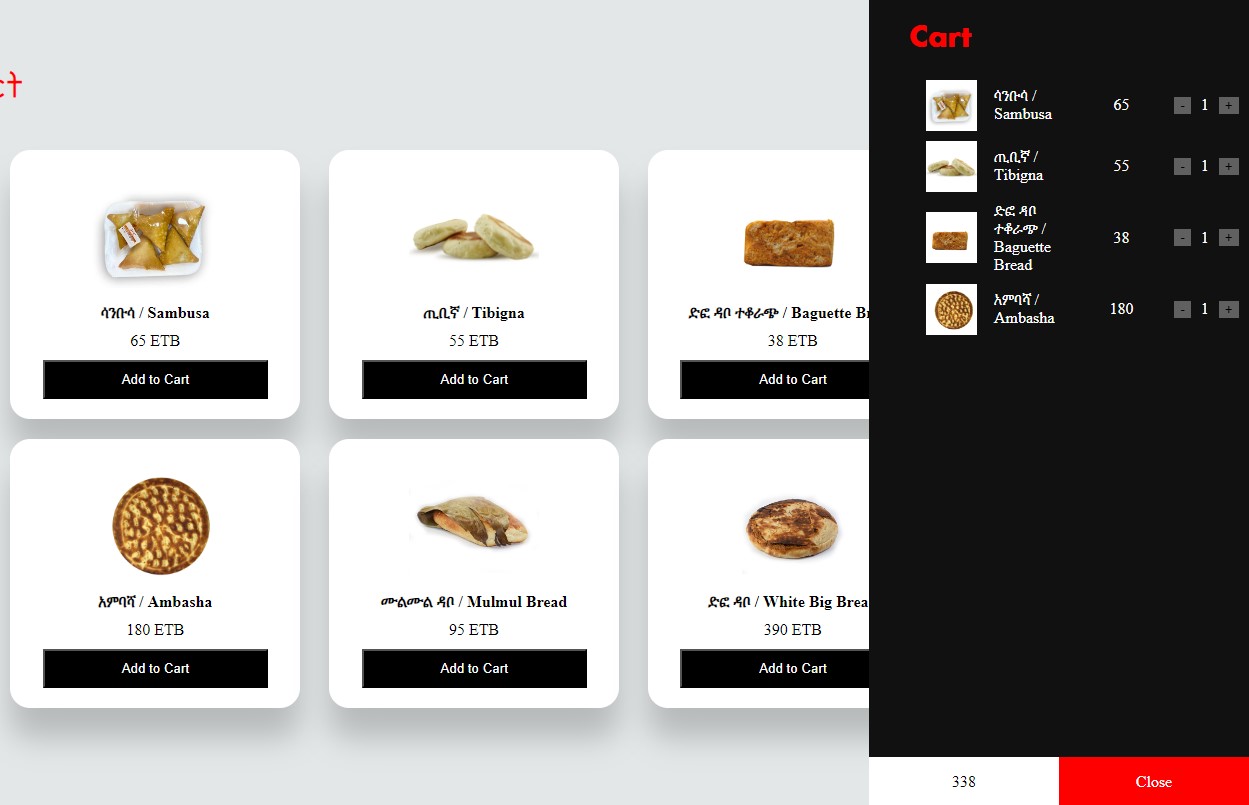 ct
ሳንቡሳ / Sambusa
65 ETB
Add to Cart
ጢቢኛ / Tibigna
55 ETB
Add to Cart
ድፎ ዳቦ ተቆራጭ / Baguette Br
38 ETB
Add to Cart
አምባሻ / Ambasha
180 ETB
Add to Cart
ሙልሙል ዳቦ / Mulmul Bread
95 ETB
Add to Cart
ድፎ ዳቦ / White Big Brea
390 ETB
Add to Cart
Cart
ሳንቡሳ /
Sambusa
65
- 1 +
ጢቢኛ /
Tibigna
55
- 1 +
ድፎ ዳቦ
ተቆራጭ /
Baguette
Bread
38
- 1 +
አምባሻ /
Ambasha
180
- 1 +
338
Close